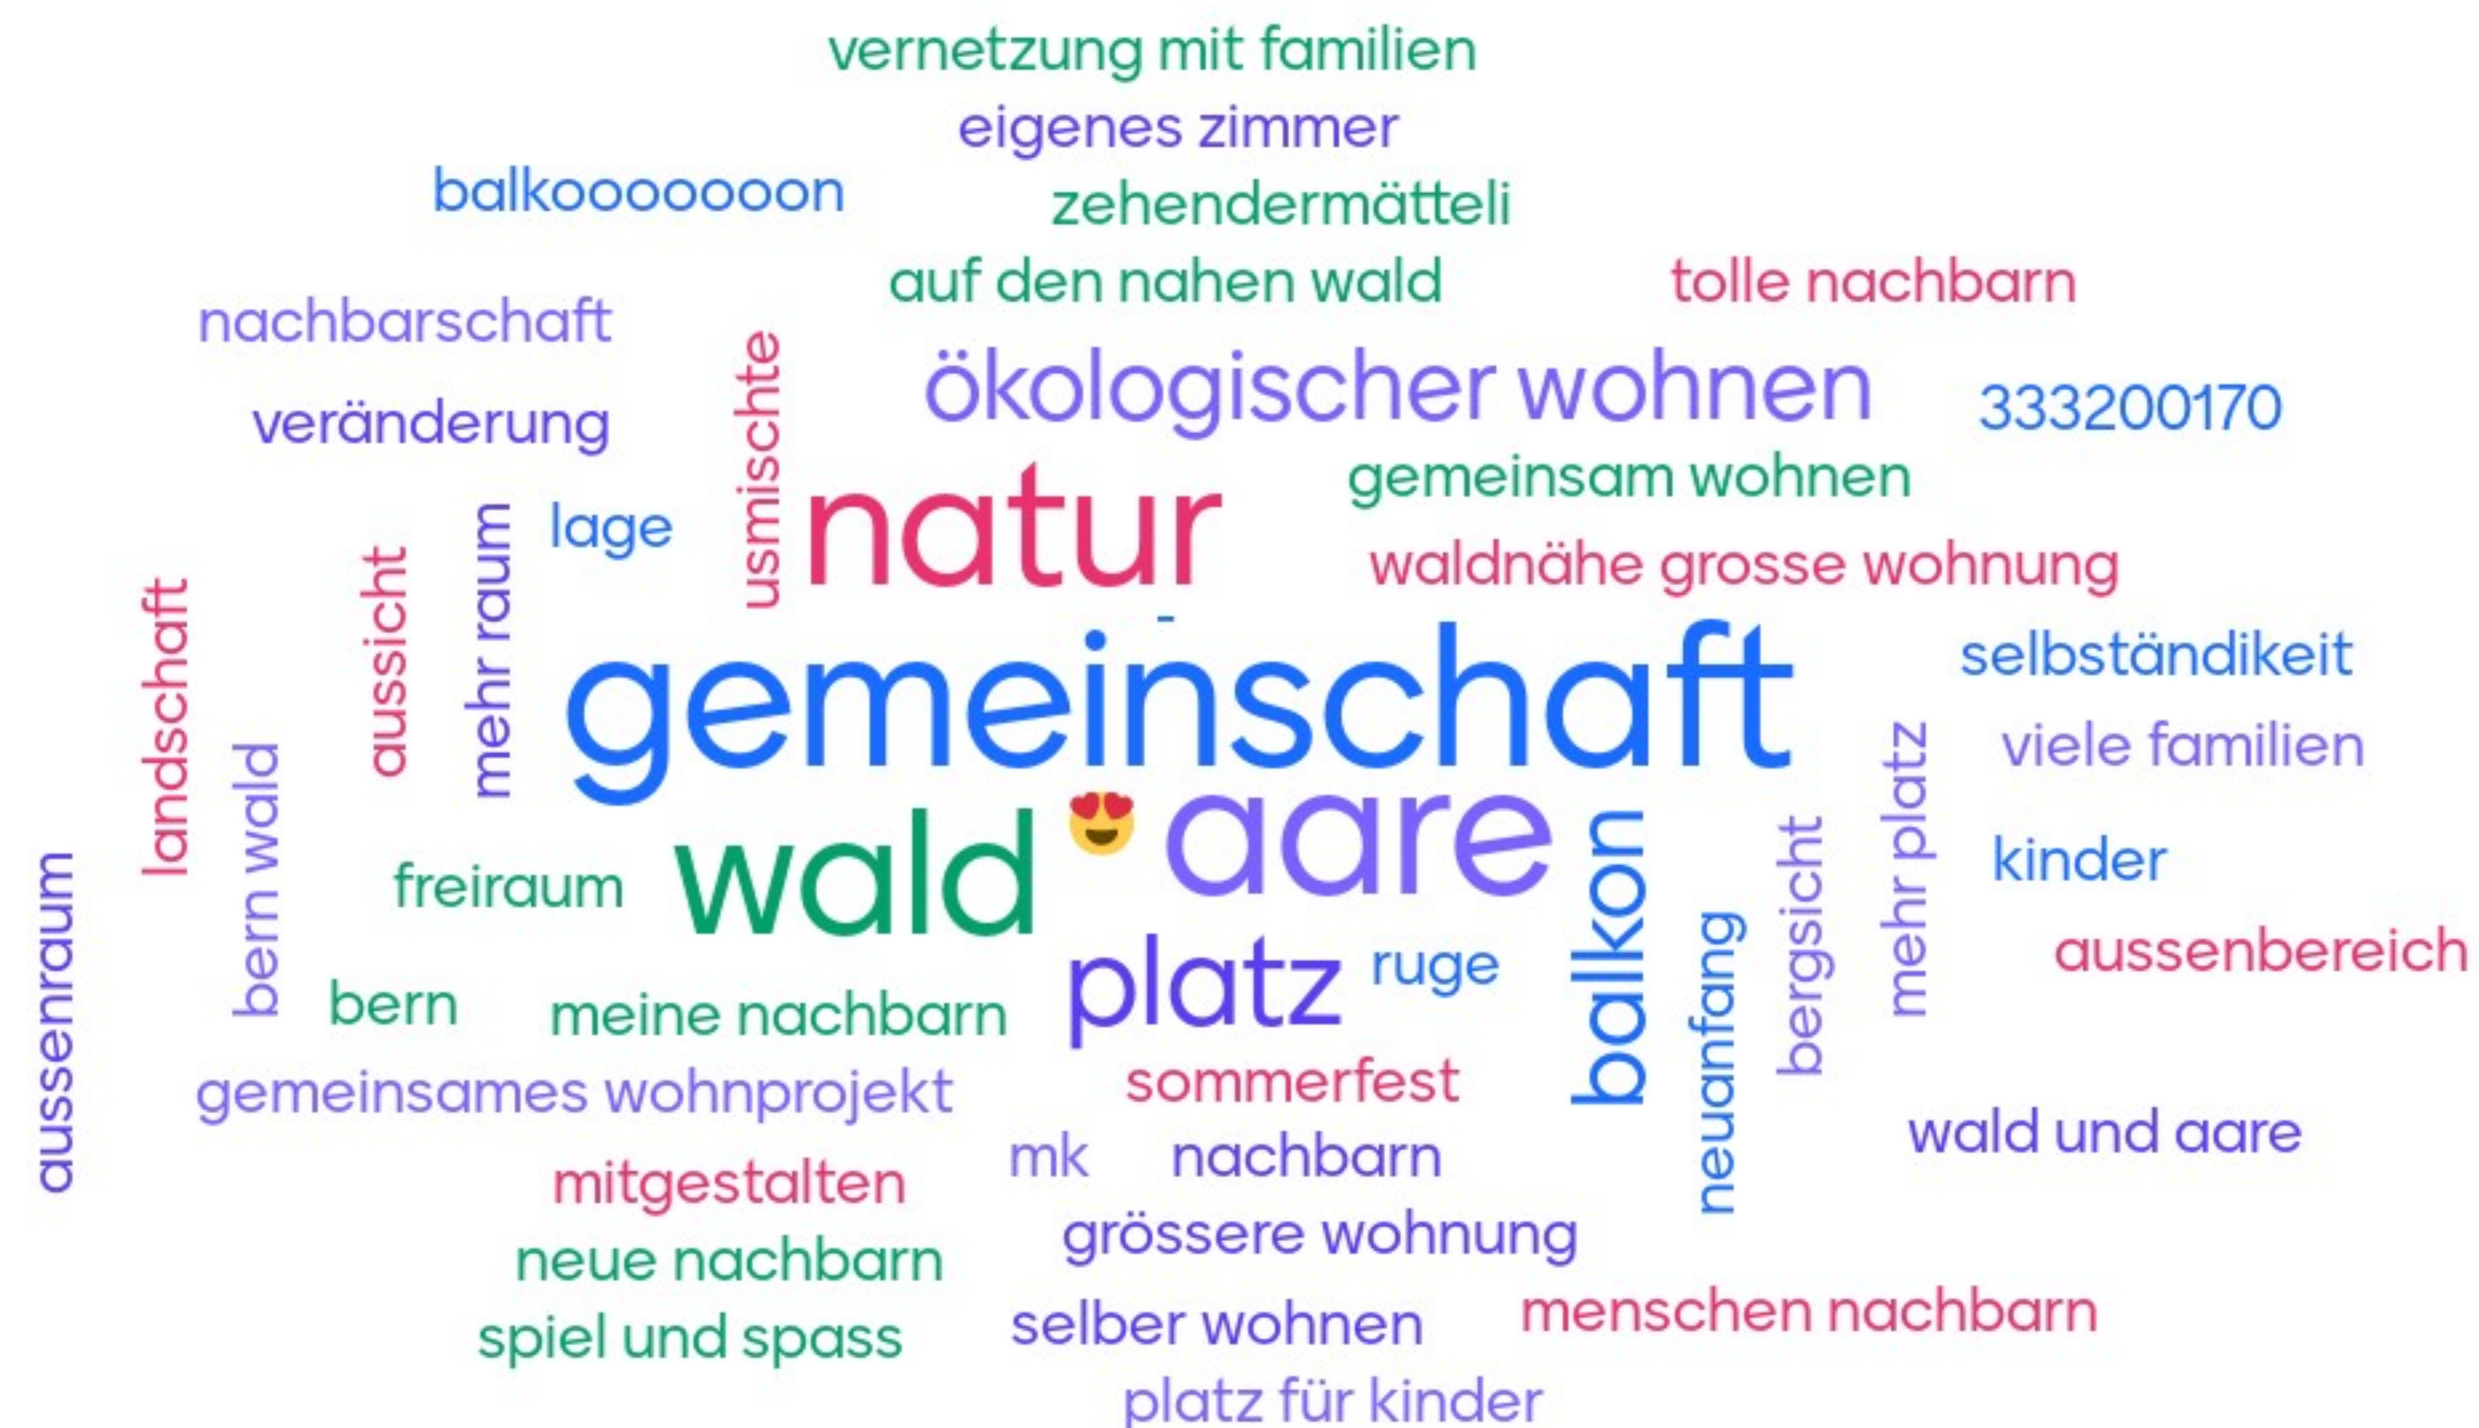 vernetzung mit familien
eigenes zimmer
balkooooooon
zehendermätteli
auf den nahen wald
tolle nachbarn
nachbarschaft
usmischte
ökologischer wohnen
333200170
veränderung
gemeinsam wohnen
natur
lage
mehr raum
aussicht
landschaft
waldnähe grosse wohnung
-
gemeinschaft
selbständikeit
viele familien
mehr platz
bern wald
😍
aare
wald
balkon
bergsicht
kinder
freiraum
aussenraum
neuanfang
platz
ruge
aussenbereich
bern
meine nachbarn
gemeinsames wohnprojekt
sommerfest
wald und aare
mk
nachbarn
mitgestalten
grössere wohnung
neue nachbarn
menschen nachbarn
selber wohnen
spiel und spass
platz für kinder